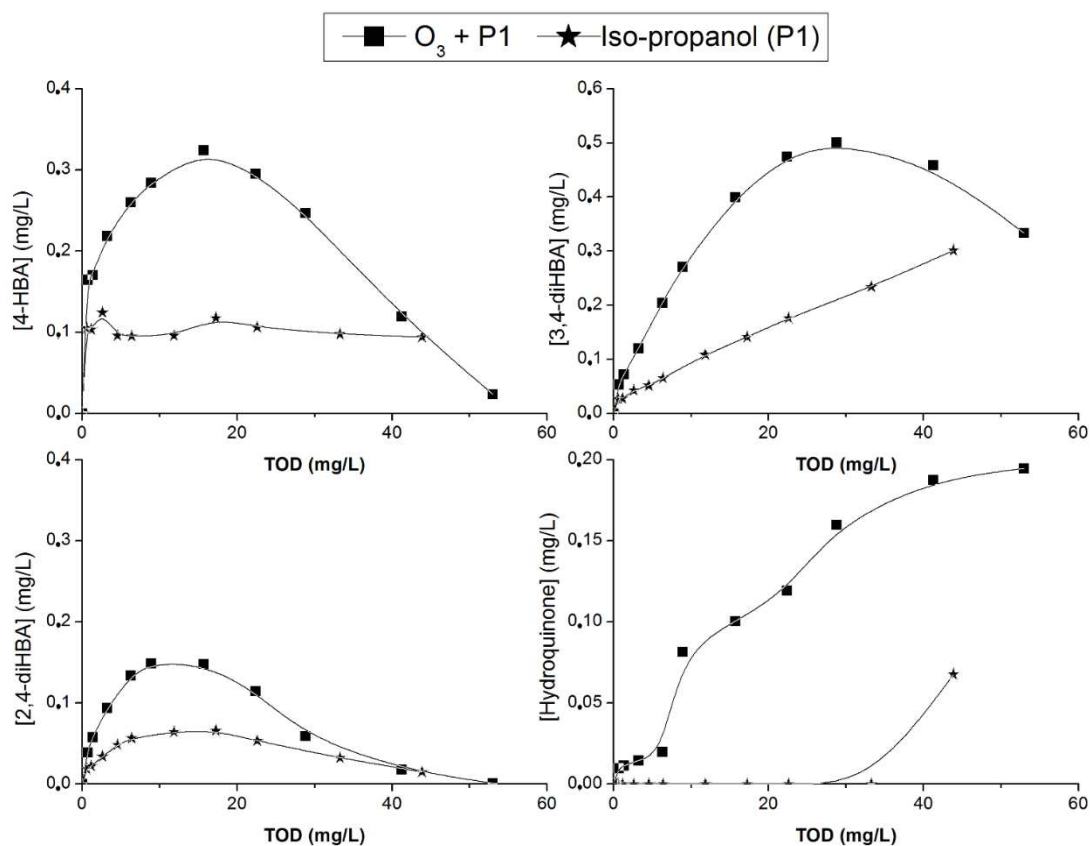 O3 + P1 Iso-propanol (P1)
0.4
0.3
0.2
0.1
0.0
[4-HBA] (mg/L)
0 20 40 60
TOD (mg/L)
0.6
0.5
0.4
0.3
0.2
0.1
0.0
[3,4-diHBA] (mg/L)
0 20 40 60
TOD (mg/L)
0.4
0.3
0.2
0.1
0.0
[2,4-diHBA] (mg/L)
0 20 40 60
TOD (mg/L)
0.20
0.15
0.10
0.05
0.00
[Hydroquinone] (mg/L)
0 20 40 60
TOD (mg/L)